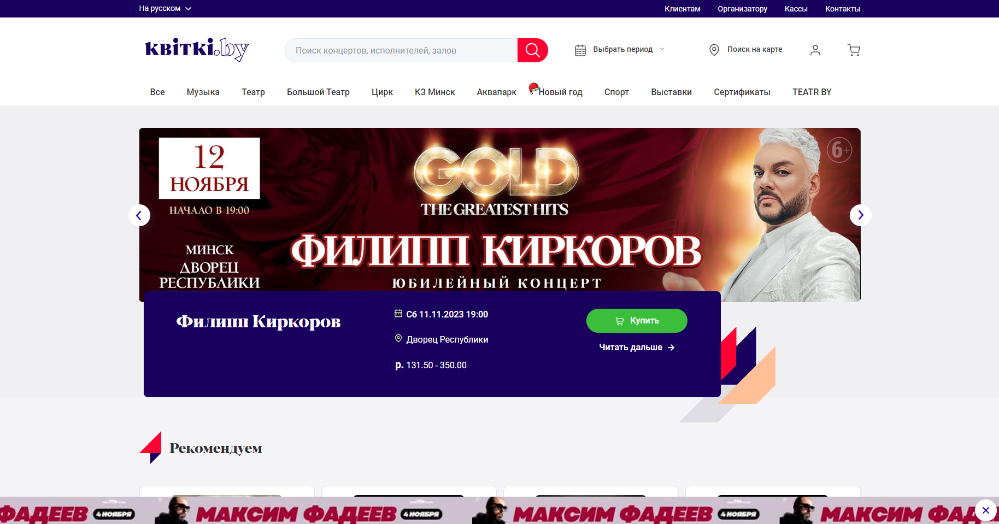 На русском
Клиентам
Организатору
Кассы
Контакты
квiткi.by
Поиск концертов, исполнителей, залов
Выбрать период
Поиск на карте
Все
Музыка
Театр
Большой Театр
Цирк
КЗ Минск
Аквапарк
Новый год
Спорт
Выставки
Сертификаты
TEATR BY
12
НОЯБРЯ
НАЧАЛО В 19:00
МИНСК
ДВОРЕЦ
РЕСПУБЛИКИ
GOLD
THE GREATEST HITS
ФИЛИПП КИРКОРОВ
ЮБИЛЕЙНЫЙ КОНЦЕРТ
6+
Филипп Киркоров
Сб 11.11.2023 19:00
Дворец Республики
р. 131.50 - 350.00
Купить
Читать дальше
Рекомендуем
ФАДЕЕВ 4 НОЯБРЯ
МАКСИМ ФАДЕЕВ 4 НОЯБРЯ
МАКСИМ ФАДЕЕВ 4 НОЯБРЯ
МАКСИМ ФАД